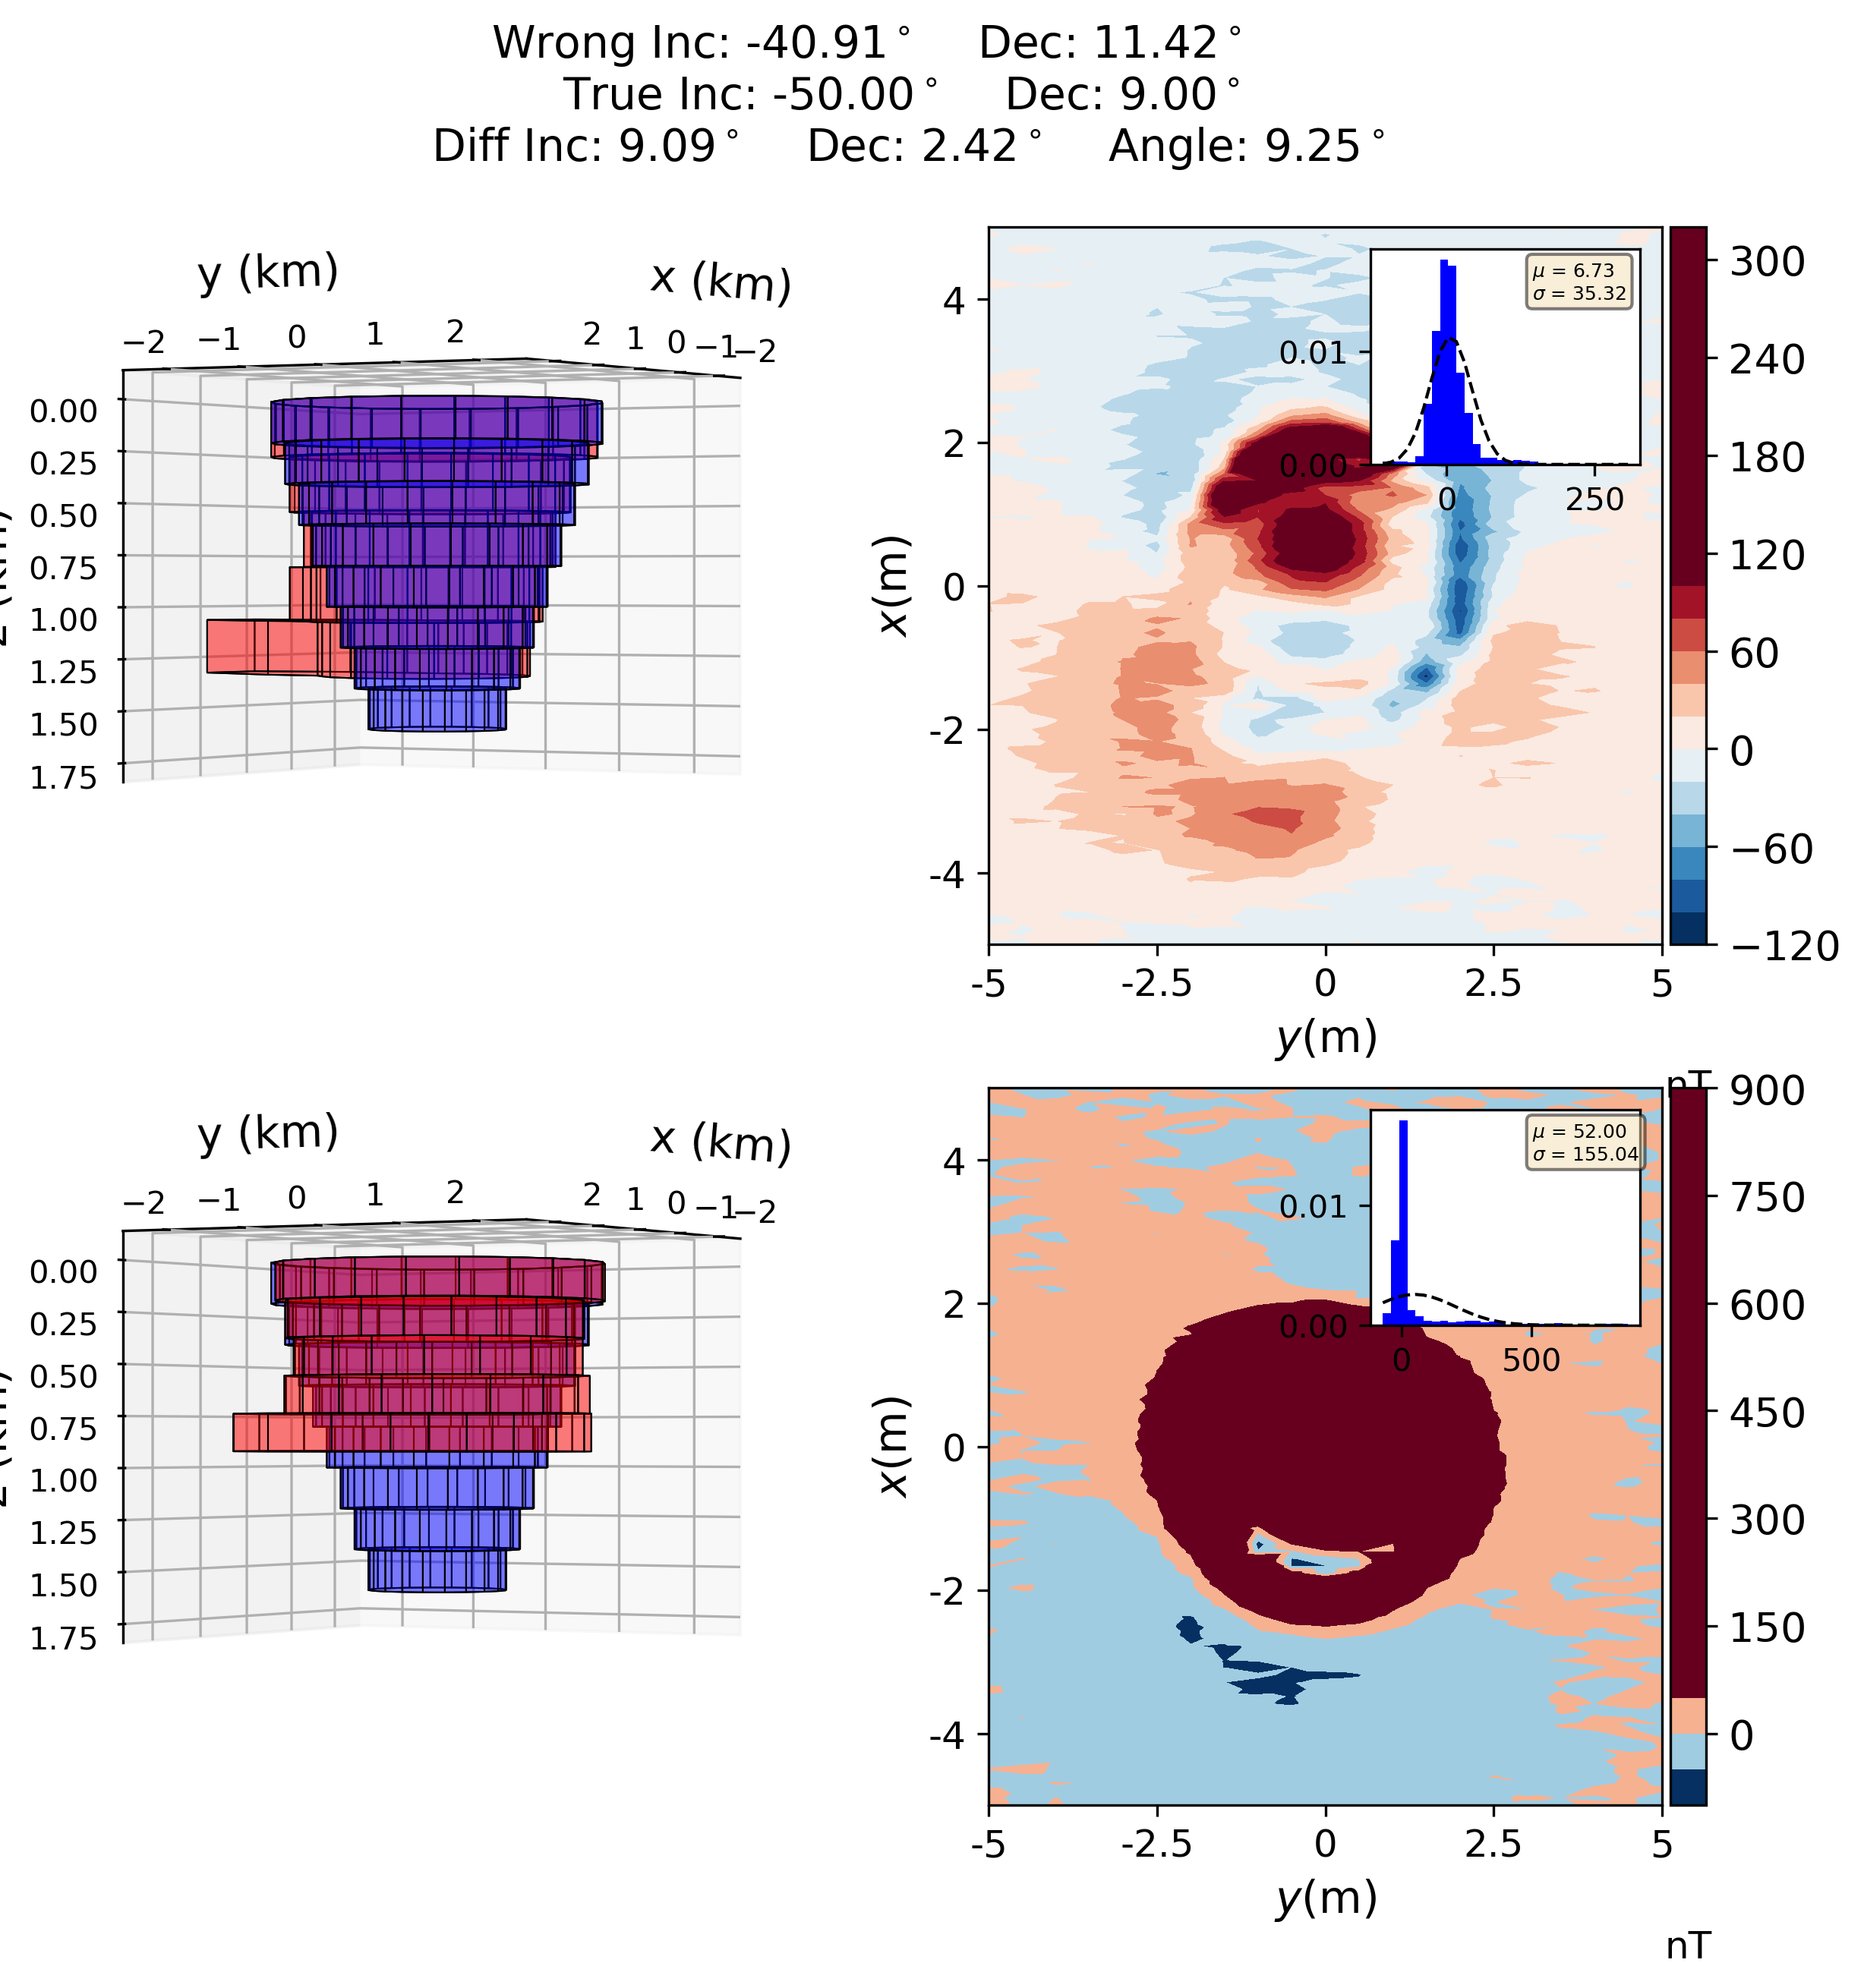 Wrong Inc: -40.91° Dec: 11.42°
True Inc: -50.00° Dec: 9.00°
Diff Inc: 9.09° Dec: 2.42° Angle: 9.25°
y (km)
x (km)
−2 −1 0 1 2
2 1 0 −1 −2
0.00
0.25
0.50
0.75
1.00
1.25
1.50
1.75
x(m)
4
2
0
-2
-4
-5 -2.5 0 2.5 5
y(m)
μ = 6.73
σ = 35.32
0.01
0.00
0 250
300
240
180
120
60
0
−60
−120
nT
y (km)
x (km)
−2 −1 0 1 2
2 1 0 −1 −2
0.00
0.25
0.50
0.75
1.00
1.25
1.50
1.75
x(m)
4
2
0
-2
-4
-5 -2.5 0 2.5 5
y(m)
μ = 52.00
σ = 155.04
0.01
0.00
0 500
900
750
600
450
300
150
0
nT